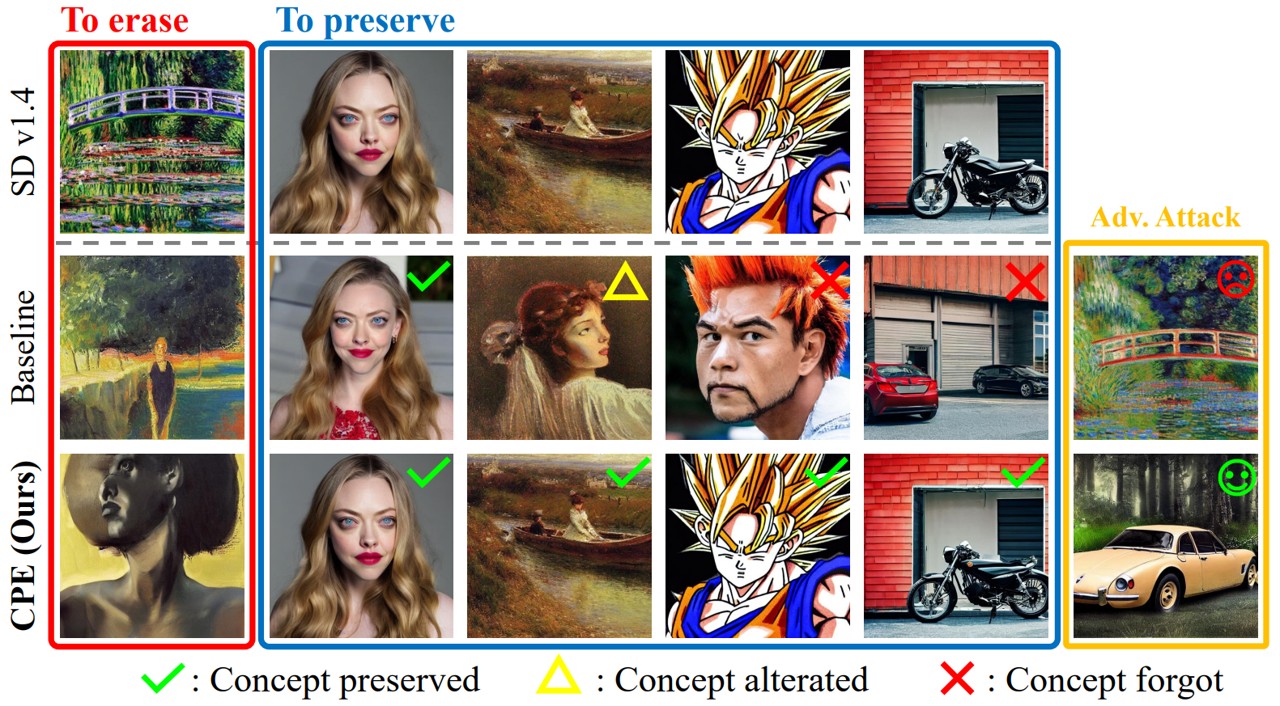 To erase
To preserve
SD v1.4
Adv. Attack
Baseline
CPE (Ours)
: Concept preserved
: Concept alterated
: Concept forgot